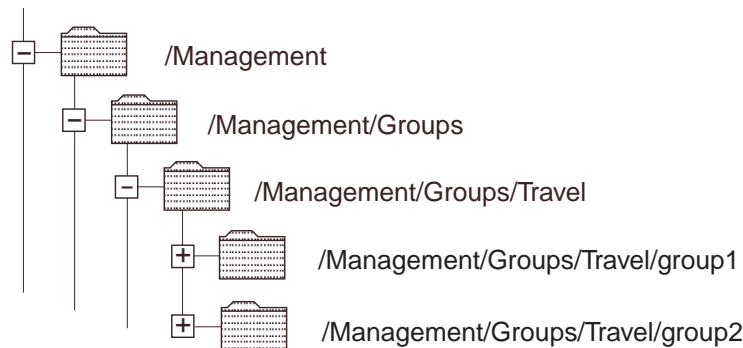 /Management
/Management/Groups
/Management/Groups/Travel
/Management/Groups/Travel/group1
/Management/Groups/Travel/group2